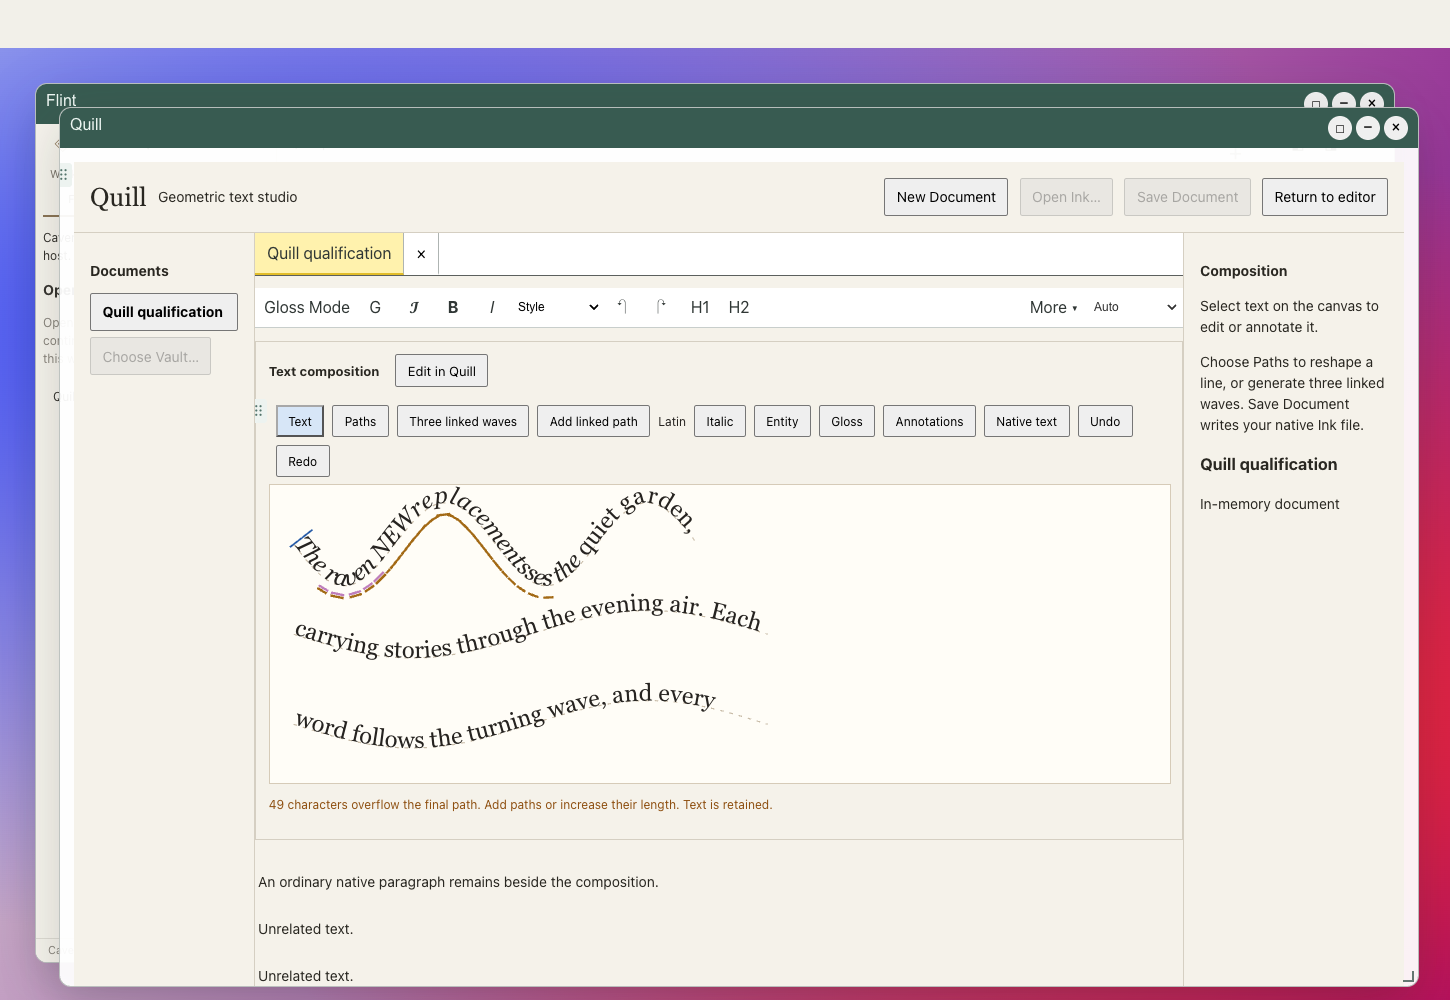 Flint
Quill
Quill Geometric text studio
New Document
Open Ink...
Save Document
Return to editor
Documents
Quill qualification
Choose Vault...
Quill qualification ×
Gloss Mode G I B I Style H1 H2 More Auto
Text composition Edit in Quill
Text Paths Three linked waves Add linked path Latin Italic Entity Gloss Annotations Native text Undo
Redo
The raven NEWreplacementsses the quiet garden,
carrying stories through the evening air. Each
word follows the turning wave, and every
49 characters overflow the final path. Add paths or increase their length. Text is retained.
An ordinary native paragraph remains beside the composition.
Unrelated text.
Unrelated text.
Composition
Select text on the canvas to
edit or annotate it.
Choose Paths to reshape a
line, or generate three linked
waves. Save Document
writes your native Ink file.
Quill qualification
In-memory document